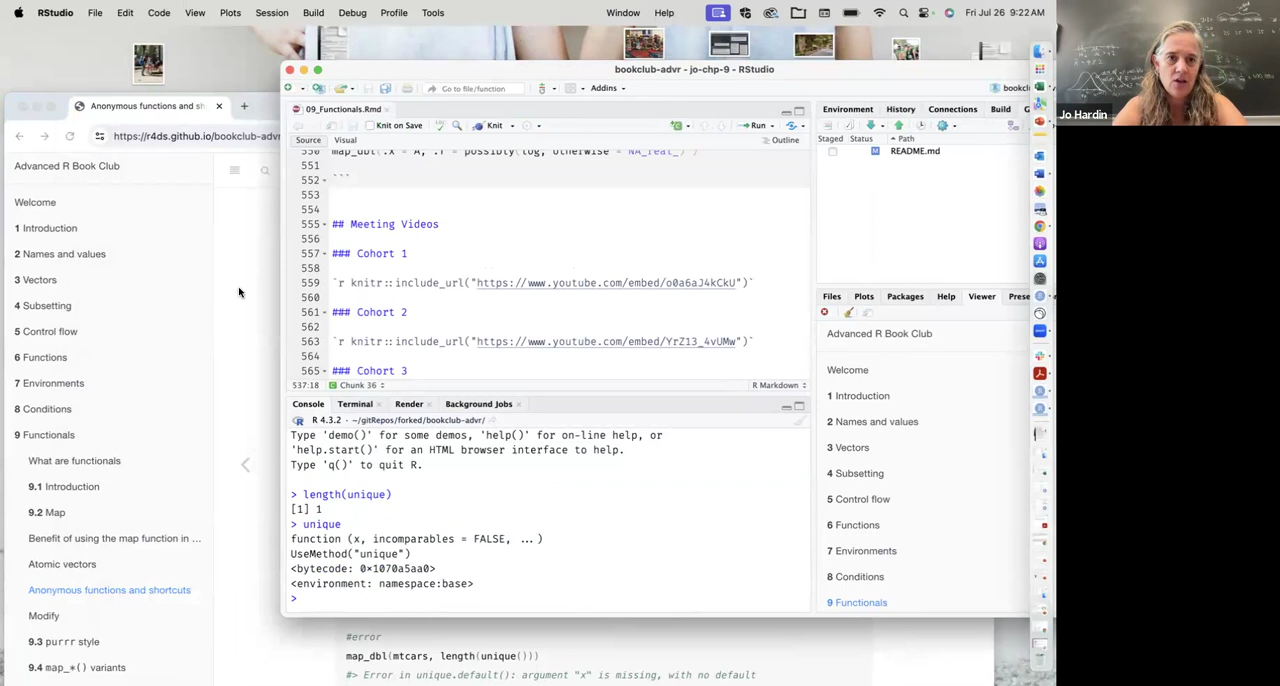 RStudio File Edit Code View Plots Session Build Debug Profile Tools Window Help Fri Jul 26 9:22 AM
Jo Hardin
Anonymous functions and sh
https://r4ds.github.io/bookclub-advr
Advanced R Book Club
Welcome
1 Introduction
2 Names and values
3 Vectors
4 Subsetting
5 Control flow
6 Functions
7 Environments
8 Conditions
9 Functionals
What are functionals
9.1 Introduction
9.2 Map
Benefit of using the map function in ...
Atomic vectors
Anonymous functions and shortcuts
Modify
9.3 purrr style
9.4 map_*() variants
bookclub-advr - jo-chp-9 - RStudio
Go to file/function Addins bookclu
09_Functionals.Rmd
Knit on Save Knit Run
Source Visual Outline
550 map_dbl(.x = A, .f = possibly(log, otherwise = NA_real_) )
551
552 ```
553
554
555 ## Meeting Videos
556
557 ### Cohort 1
558
559 `r knitr::include_url("https://www.youtube.com/embed/o0a6aJ4kCkU")`
560
561 ### Cohort 2
562
563 `r knitr::include_url("https://www.youtube.com/embed/YrZ13_4vUMw")`
564
565 ### Cohort 3
537:18 Chunk 36 R Markdown
Console Terminal Render Background Jobs
R 4.3.2 · ~/gitRepos/forked/bookclub-advr/
Type 'demo()' for some demos, 'help()' for on-line help, or
'help.start()' for an HTML browser interface to help.
Type 'q()' to quit R.
> length(unique)
[1] 1
> unique
function (x, incomparables = FALSE, ...)
UseMethod("unique")
<bytecode: 0x1070a5aa0>
<environment: namespace:base>
>
Environment History Connections Build G
Staged Status Path
M README.md
Files Plots Packages Help Viewer Prese
Advanced R Book Club
Welcome
1 Introduction
2 Names and values
3 Vectors
4 Subsetting
5 Control flow
6 Functions
7 Environments
8 Conditions
9 Functionals
#error
map_dbl(mtcars, length(unique()))
#> Error in unique.default(): argument "x" is missing, with no default